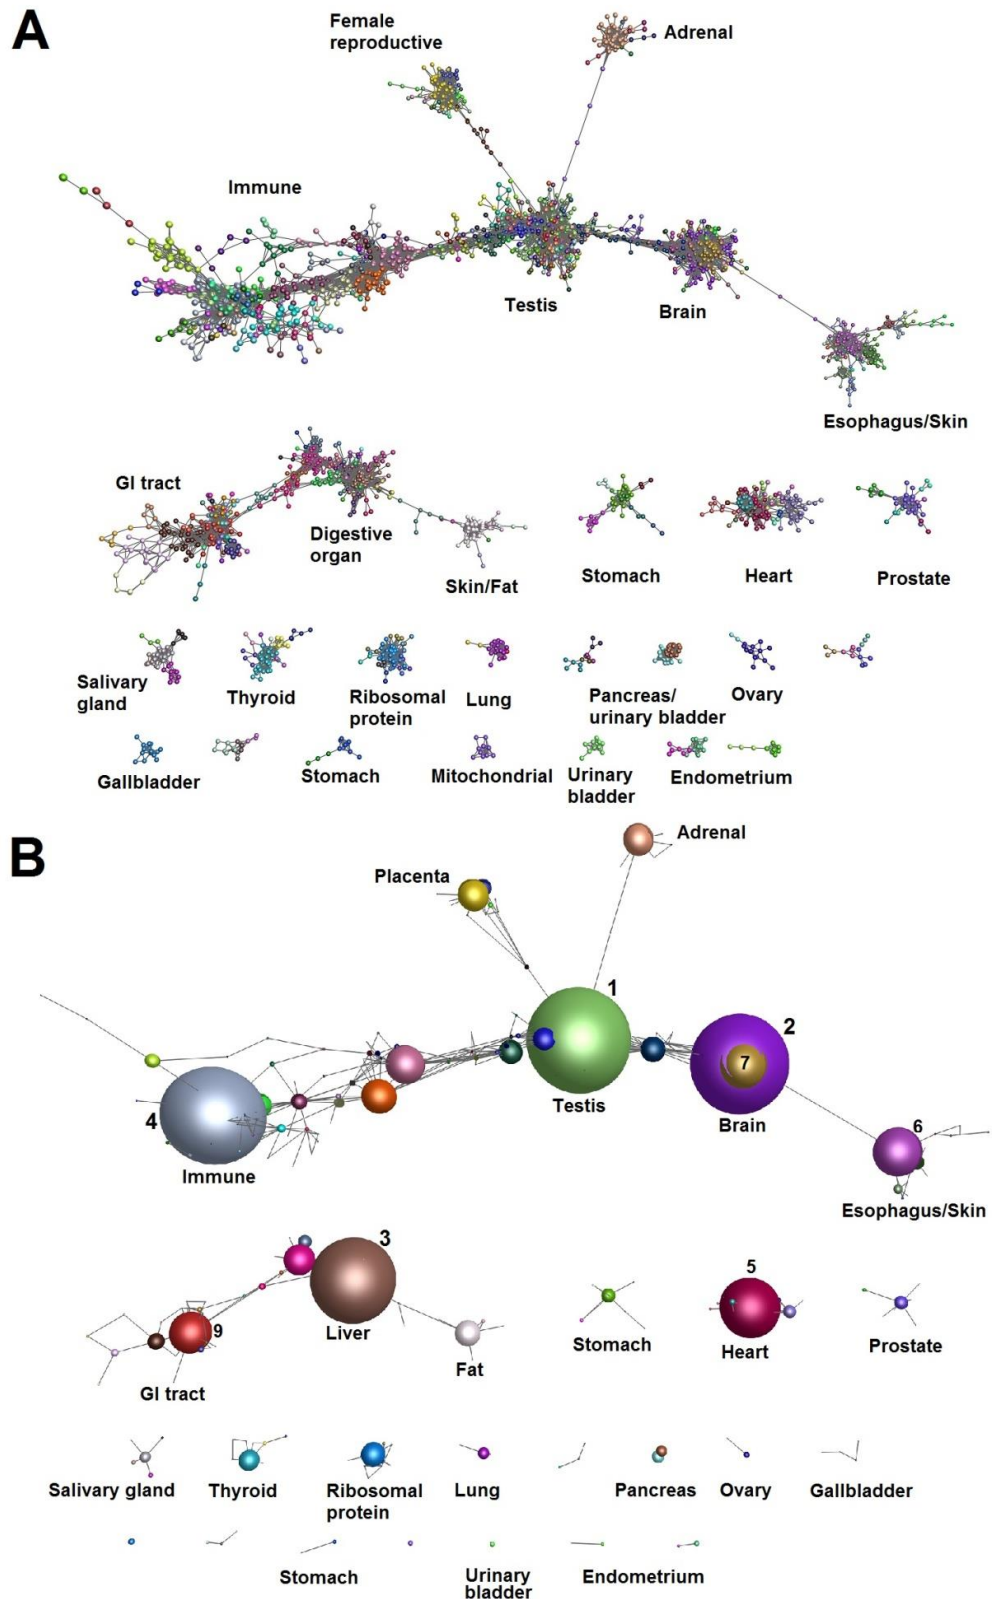 A
Female
reproductive
Adrenal
Immune
Testis
Brain
Esophagus/Skin
GI tract
Digestive
organ
Skin/Fat
Stomach
Heart
Prostate
Salivary
gland
Thyroid
Ribosomal
protein
Lung
Pancreas/
urinary bladder
Ovary
Gallbladder
Stomach
Mitochondrial
Urinary
bladder
Endometrium
B
Adrenal
Placenta
1
2
7
Testis
Brain
4
Immune
6
Esophagus/Skin
3
5
9
Liver
GI tract
Fat
Stomach
Heart
Prostate
Salivary gland
Thyroid
Ribosomal
protein
Lung
Pancreas
Ovary
Gallbladder
Stomach
Urinary
bladder
Endometrium